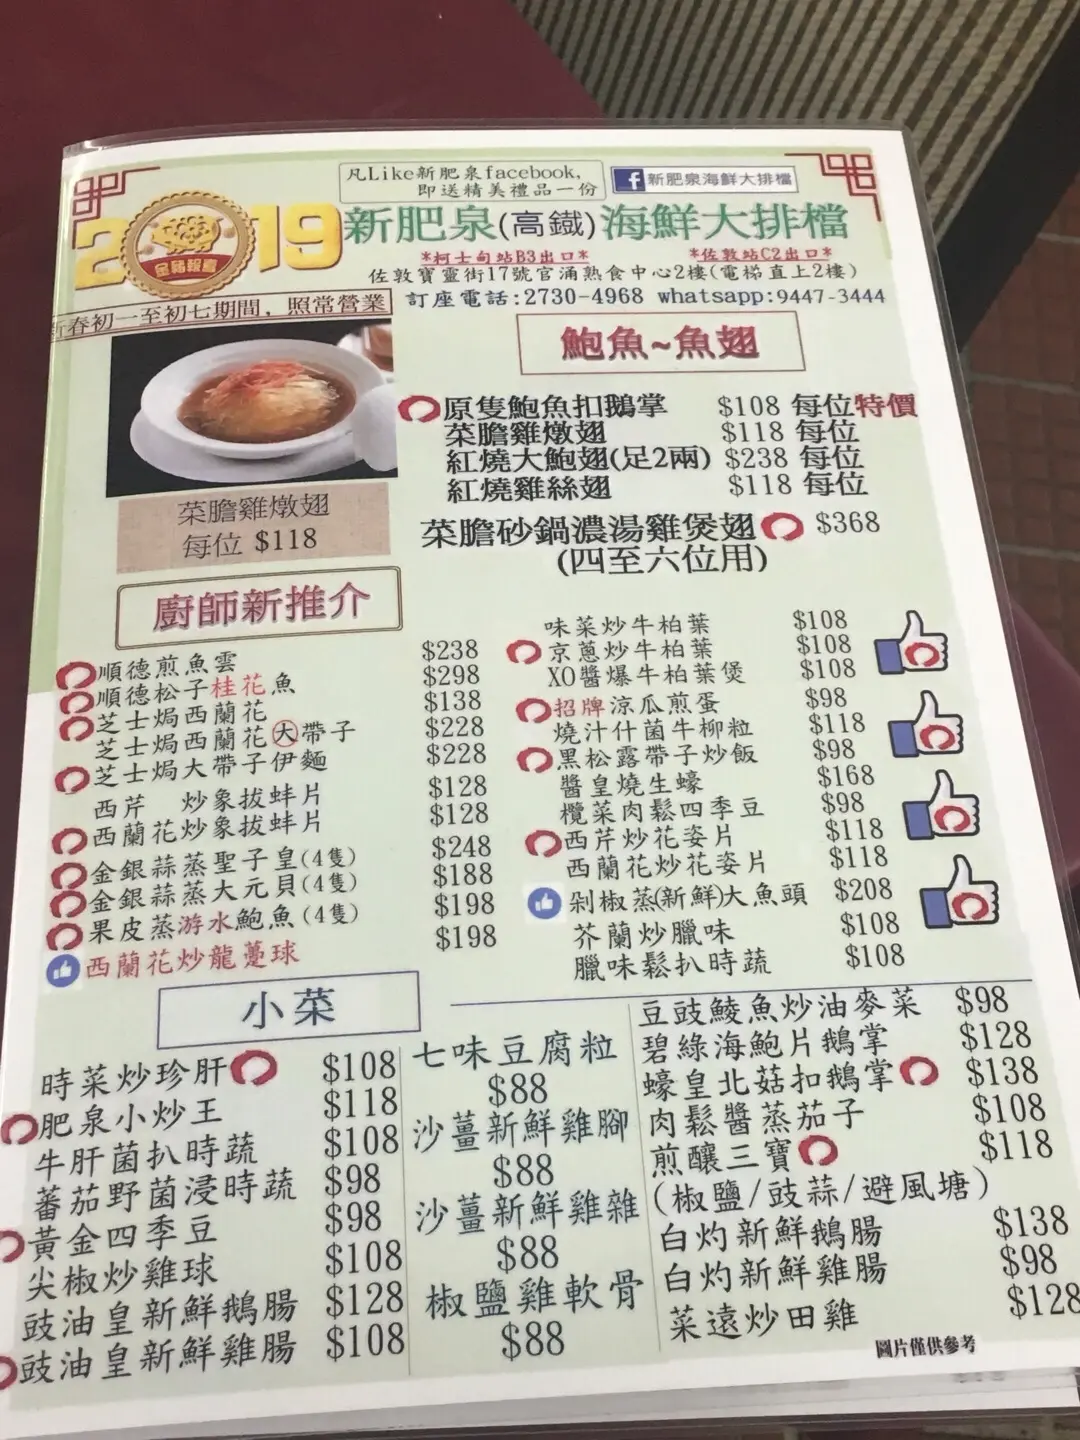 凡Like新肥泉facebook,
即送精美禮品一份
f 新肥泉海鮮大排檔
2019
金豬報喜
新肥泉(高鐵)海鮮大排檔
*柯士甸站B3出口* *佐敦站C2出口*
佐敦寶靈街17號官涌熟食中心2樓(電梯直上2樓)
訂座電話:2730-4968 whatsapp:9447-3444
新春初一至初七期間，照常營業
菜膽雞燉翅
每位 $118
鮑魚~魚翅
原隻鮑魚扣鵝掌 $108 每位特價
菜膽雞燉翅 $118 每位
紅燒大鮑翅(足2兩) $238 每位
紅燒雞絲翅 $118 每位
菜膽砂鍋濃湯雞煲翅 $368
(四至六位用)
廚師新推介
順德煎魚雲 $238
順德松子桂花魚 $298
芝士焗西蘭花 $138
芝士焗西蘭花大帶子 $228
芝士焗大帶子伊麵 $228
西芹 炒象拔蚌片 $128
西蘭花炒象拔蚌片 $128
金銀蒜蒸聖子皇(4隻) $248
金銀蒜蒸大元貝(4隻) $188
果皮蒸游水鮑魚(4隻) $198
西蘭花炒龍躉球 $198
味菜炒牛柏葉 $108
京蔥炒牛柏葉 $108
XO醬爆牛柏葉煲 $108
招牌涼瓜煎蛋 $98
燒汁什菌牛柳粒 $118
黑松露帶子炒飯 $98
醬皇燒生蠔 $168
欖菜肉鬆四季豆 $98
西芹炒花姿片 $118
西蘭花炒花姿片 $118
剁椒蒸(新鮮)大魚頭 $208
芥蘭炒臘味 $108
臘味鬆扒時蔬 $108
小菜
時菜炒珍肝 $108
肥泉小炒王 $118
牛肝菌扒時蔬 $108
蕃茄野菌浸時蔬 $98
黃金四季豆 $98
尖椒炒雞球 $108
豉油皇新鮮鵝腸 $128
豉油皇新鮮雞腸 $108
七味豆腐粒
$88
沙薑新鮮雞腳
$88
沙薑新鮮雞雜
$88
椒鹽雞軟骨
$88
豆豉鯪魚炒油麥菜 $98
碧綠海鮑片鵝掌 $128
蠔皇北菇扣鵝掌 $138
肉鬆醬蒸茄子 $108
煎釀三寶 $118
(椒鹽/豉蒜/避風塘)
白灼新鮮鵝腸 $138
白灼新鮮雞腸 $98
菜遠炒田雞 $128
圖片僅供參考